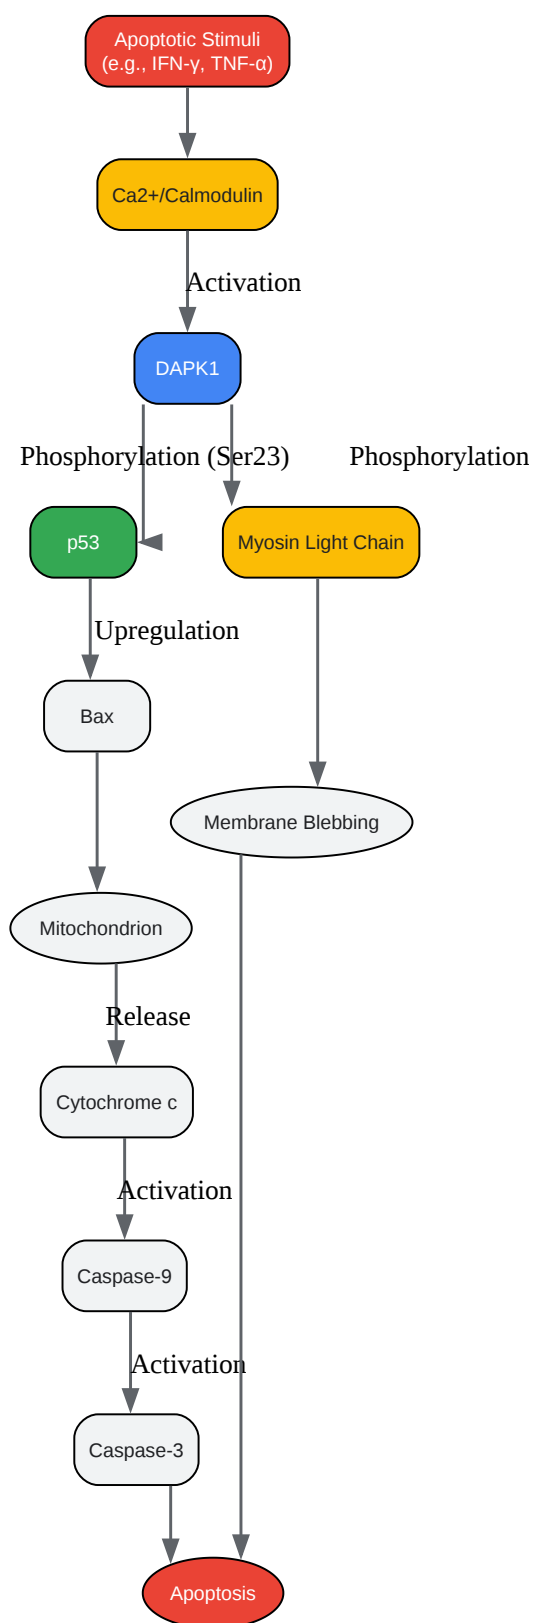 Apoptotic Stimuli
(e.g., IFN-γ, TNF-α)
Ca2+/Calmodulin
Activation
DAPK1
Phosphorylation (Ser23)
Phosphorylation
p53
Myosin Light Chain
Upregulation
Bax
Membrane Blebbing
Mitochondrion
Release
Cytochrome c
Activation
Caspase-9
Activation
Caspase-3
Apoptosis